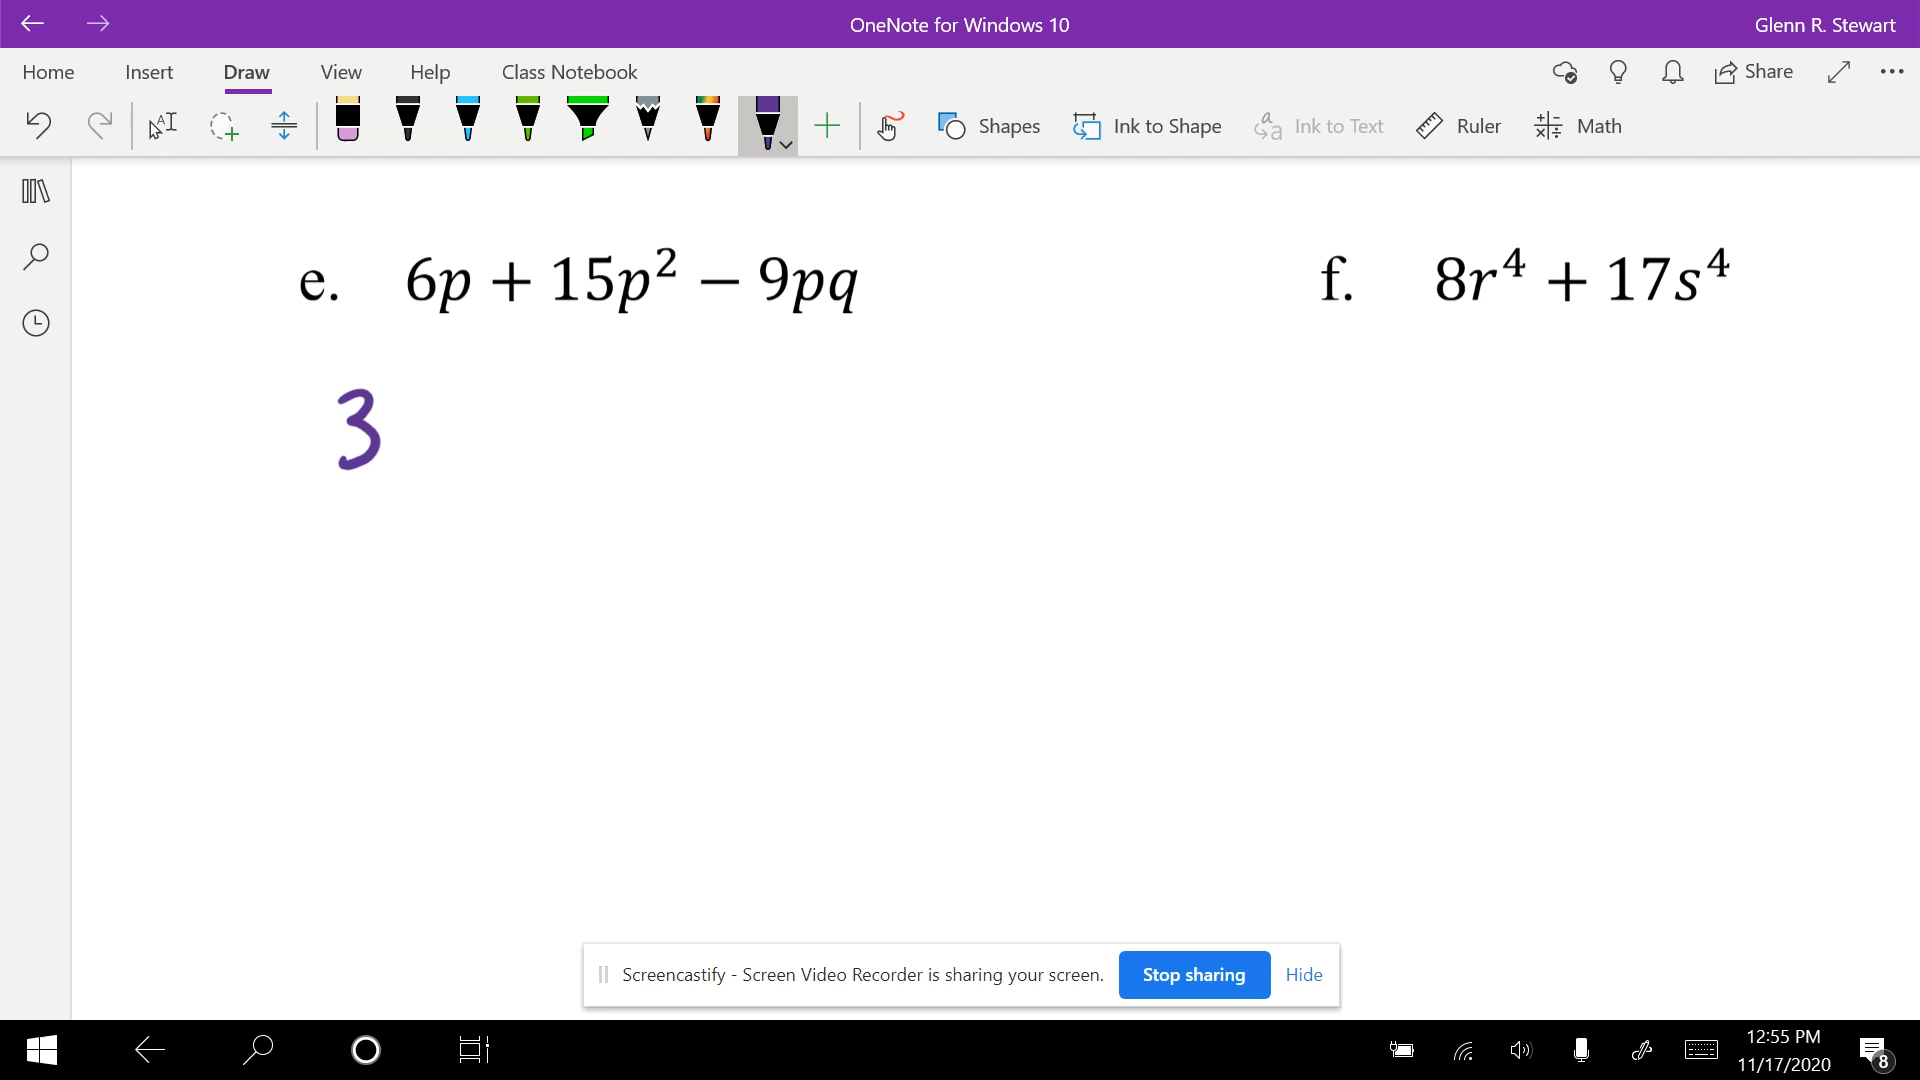 OneNote for Windows 10 Glenn R. Stewart
Home Insert Draw View Help Class Notebook Share
Shapes Ink to Shape Ink to Text Ruler Math
e. 6p + 15p² − 9pq f. 8r⁴ + 17s⁴
3
Screencastify - Screen Video Recorder is sharing your screen. Stop sharing Hide
12:55 PM
11/17/2020 8